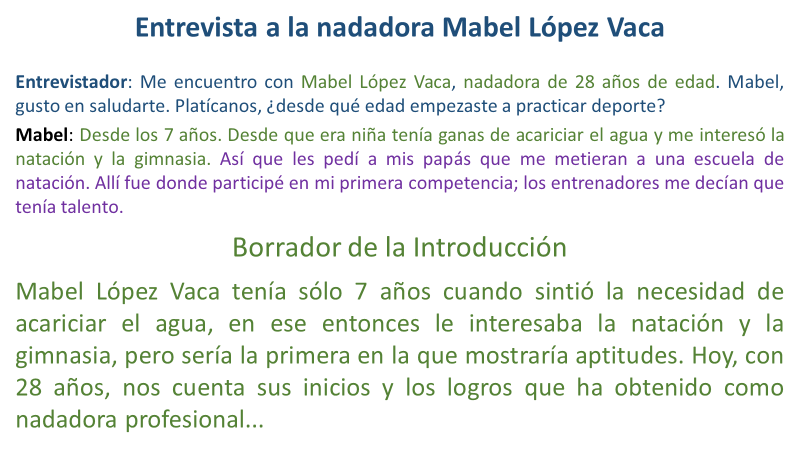 Entrevista a la nadadora Mabel López Vaca
Entrevistador: Me encuentro con Mabel López Vaca, nadadora de 28 años de edad. Mabel,
gusto en saludarte. Platícanos, ¿desde qué edad empezaste a practicar deporte?
Mabel: Desde los 7 años. Desde que era niña tenía ganas de acariciar el agua y me interesó la
natación y la gimnasia. Así que les pedí a mis papás que me metieran a una escuela de
natación. Allí fue donde participé en mi primera competencia; los entrenadores me decían que
tenía talento.
Borrador de la Introducción
Mabel López Vaca tenía sólo 7 años cuando sintió la necesidad de
acariciar el agua, en ese entonces le interesaba la natación y la
gimnasia, pero sería la primera en la que mostraría aptitudes. Hoy, con
28 años, nos cuenta sus inicios y los logros que ha obtenido como
nadadora profesional...